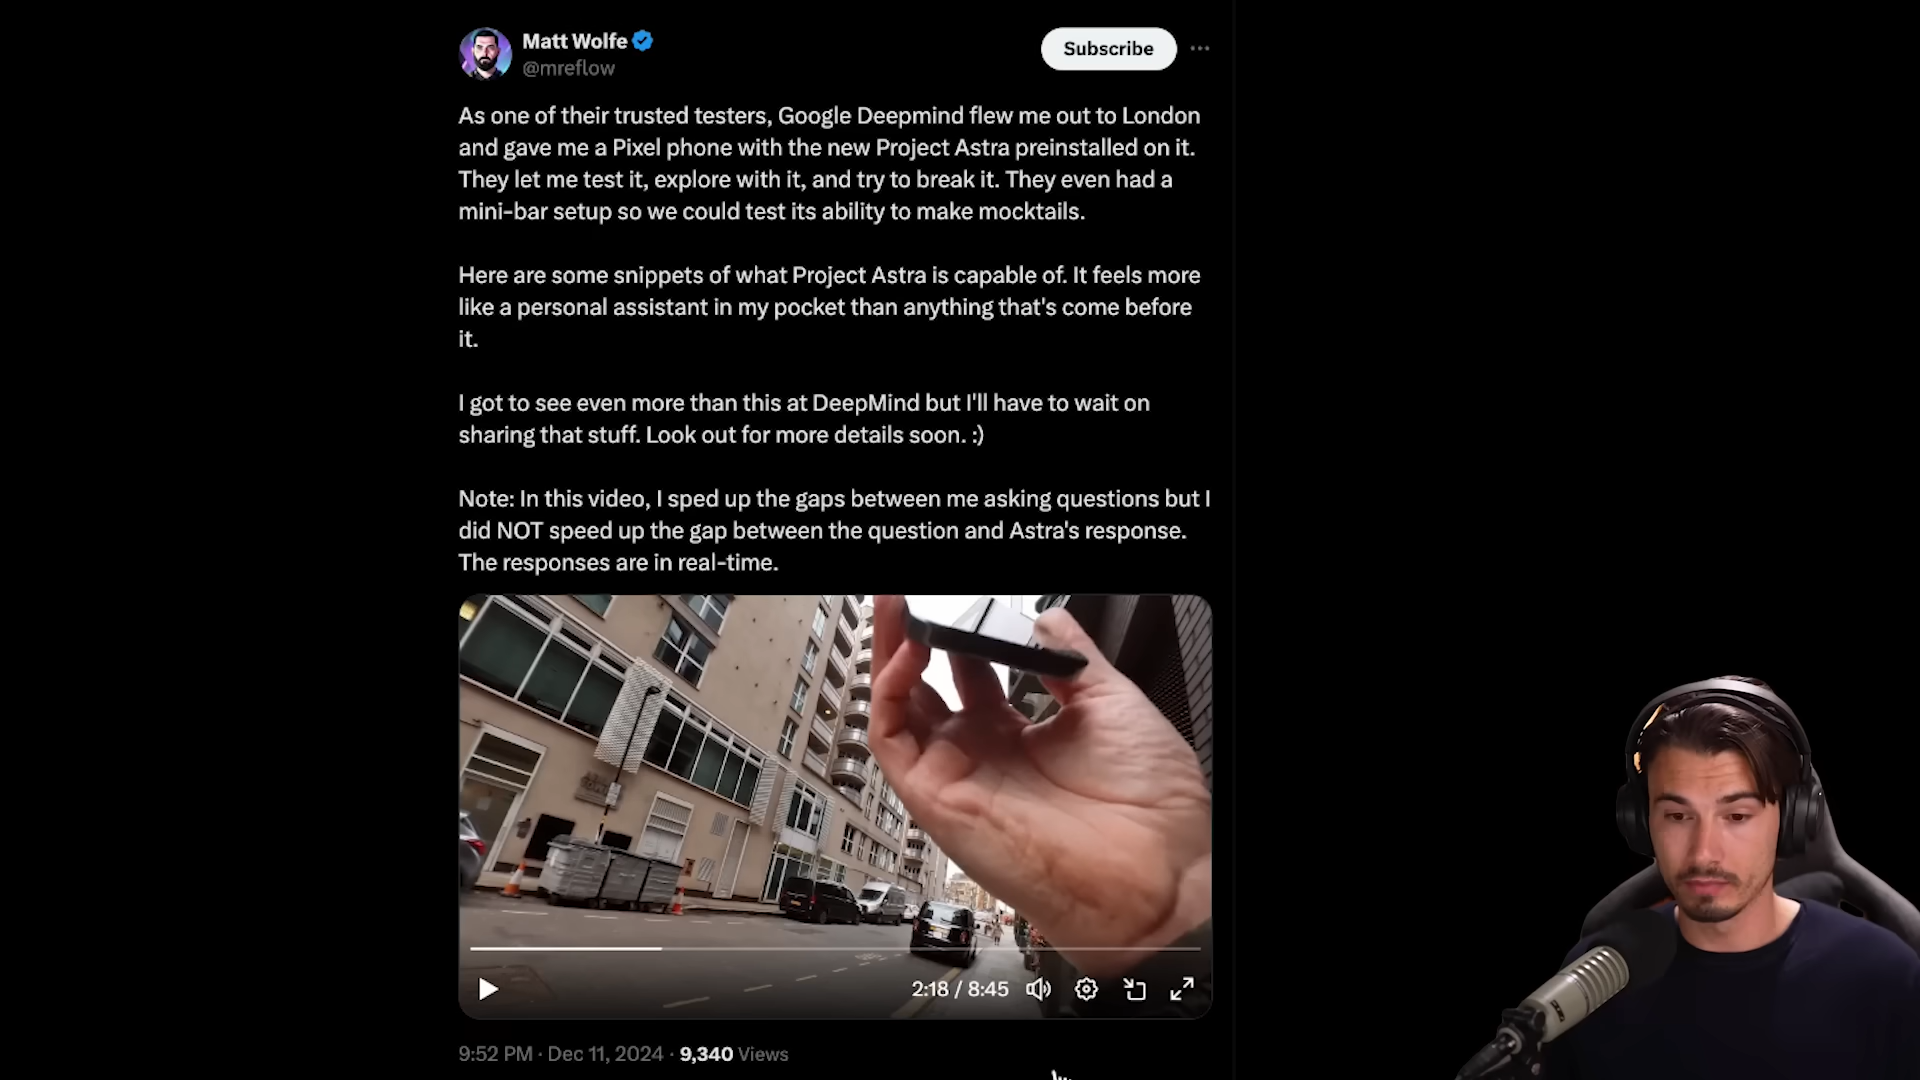 Matt Wolfe
Subscribe
@mreflow
As one of their trusted testers, Google Deepmind flew me out to London
and gave me a Pixel phone with the new Project Astra preinstalled on it.
They let me test it, explore with it, and try to break it. They even had a
mini-bar setup so we could test its ability to make mocktails.
Here are some snippets of what Project Astra is capable of. It feels more
like a personal assistant in my pocket than anything that's come before
it.
I got to see even more than this at DeepMind but I'll have to wait on
sharing that stuff. Look out for more details soon. :)
Note: In this video, I sped up the gaps between me asking questions but I
did NOT speed up the gap between the question and Astra's response.
The responses are in real-time.
2:18 / 8:45
9:52 PM · Dec 11, 2024 · 9,340 Views